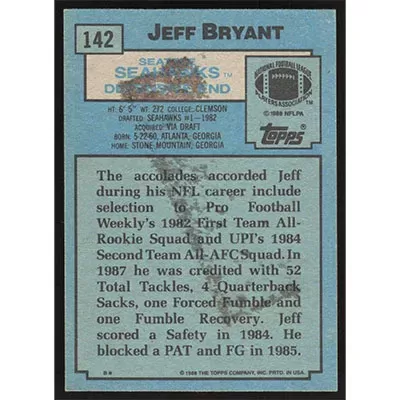 142
JEFF BRYANT
SEATTLE
SEAHAWKS™
DEFENSIVE END
NATIONAL FOOTBALL LEAGUE
PLAYERS ASSOCIATION
© 1988 NFLPA
TOPPS
HT: 6' 5" WT: 272 COLLEGE: CLEMSON
DRAFTED: SEAHAWKS #1-1982
ACQUIRED: VIA DRAFT
BORN: 5-22-60, ATLANTA, GEORGIA
HOME: STONE MOUNTAIN, GEORGIA
The accolades accorded Jeff
during his NFL career include
selection to Pro Football
Weekly's 1982 First Team All-
Rookie Squad and UPI's 1984
Second Team All-AFC Squad. In
1987 he was credited with 52
Total Tackles, 4 Quarterback
Sacks, one Forced Fumble and
one Fumble Recovery. Jeff
scored a Safety in 1984. He
blocked a PAT and FG in 1985.
© 1988 THE TOPPS COMPANY, INC. PRTD. IN U.S.A.